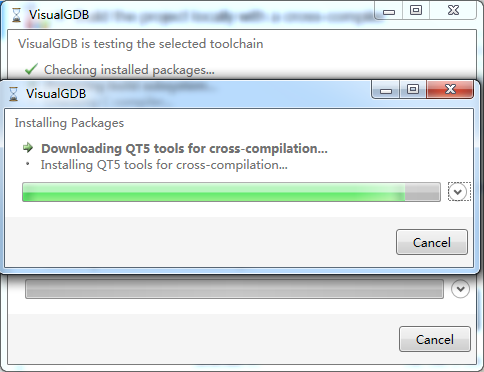 VisualGDB
VisualGDB is testing the selected toolchain
Checking installed packages...
VisualGDB
Installing Packages
Downloading QT5 tools for cross-compilation...
• Installing QT5 tools for cross-compilation...
Cancel
Cancel